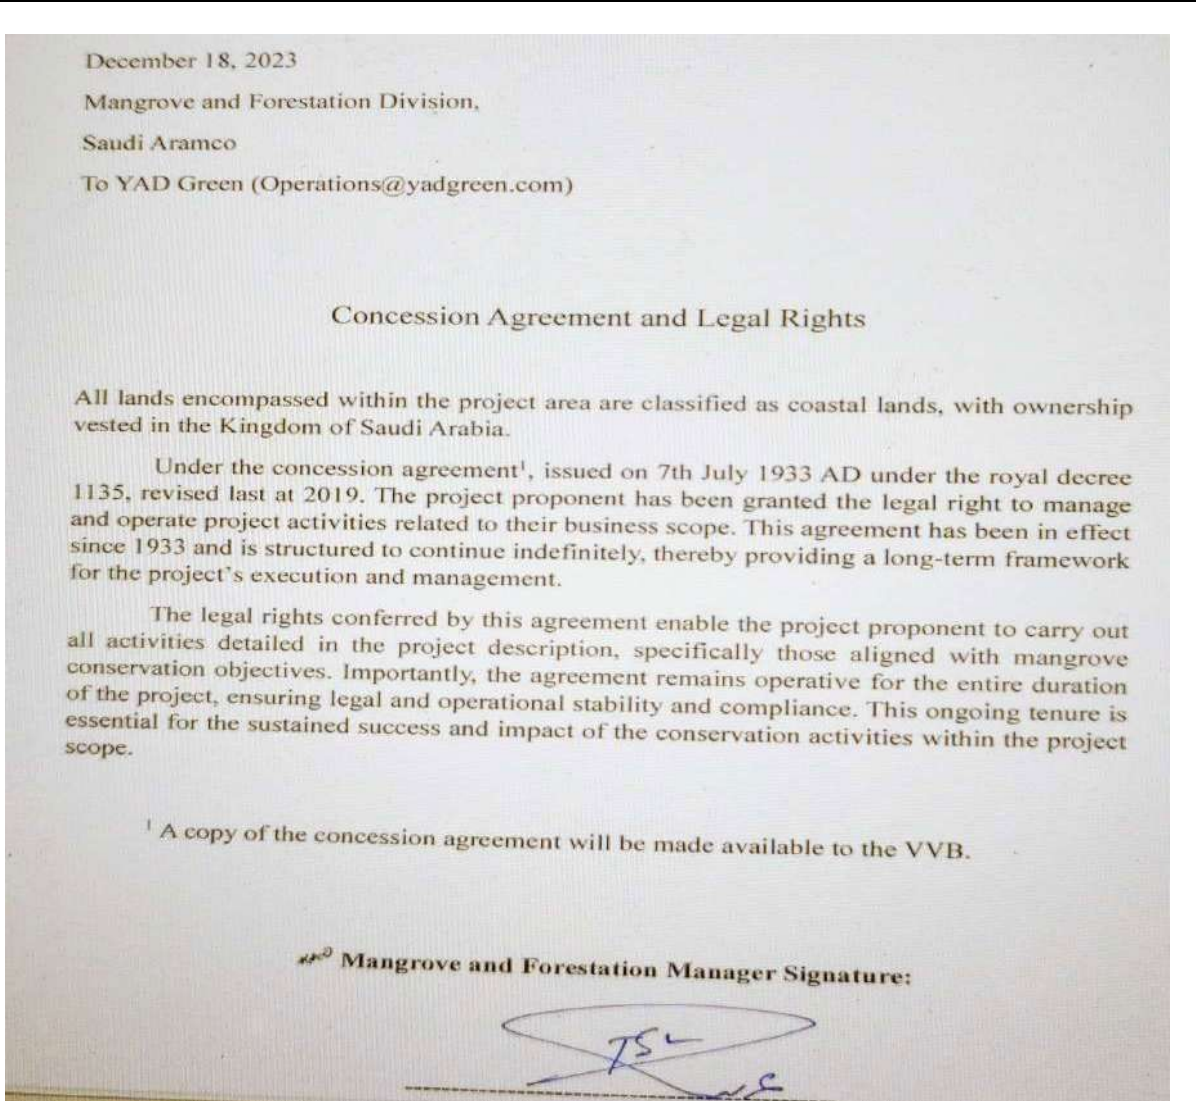 December 18, 2023
Mangrove and Forestation Division,
Saudi Aramco
To YAD Green (Operations@yadgreen.com)
Concession Agreement and Legal Rights
All lands encompassed within the project area are classified as coastal lands, with ownership
vested in the Kingdom of Saudi Arabia.
Under the concession agreement¹, issued on 7th July 1933 AD under the royal decree
1135, revised last at 2019. The project proponent has been granted the legal right to manage
and operate project activities related to their business scope. This agreement has been in effect
since 1933 and is structured to continue indefinitely, thereby providing a long-term framework
for the project's execution and management.
The legal rights conferred by this agreement enable the project proponent to carry out
all activities detailed in the project description, specifically those aligned with mangrove
conservation objectives. Importantly, the agreement remains operative for the entire duration
of the project, ensuring legal and operational stability and compliance. This ongoing tenure is
essential for the sustained success and impact of the conservation activities within the project
scope.
¹ A copy of the concession agreement will be made available to the VVB.
Mangrove and Forestation Manager Signature: